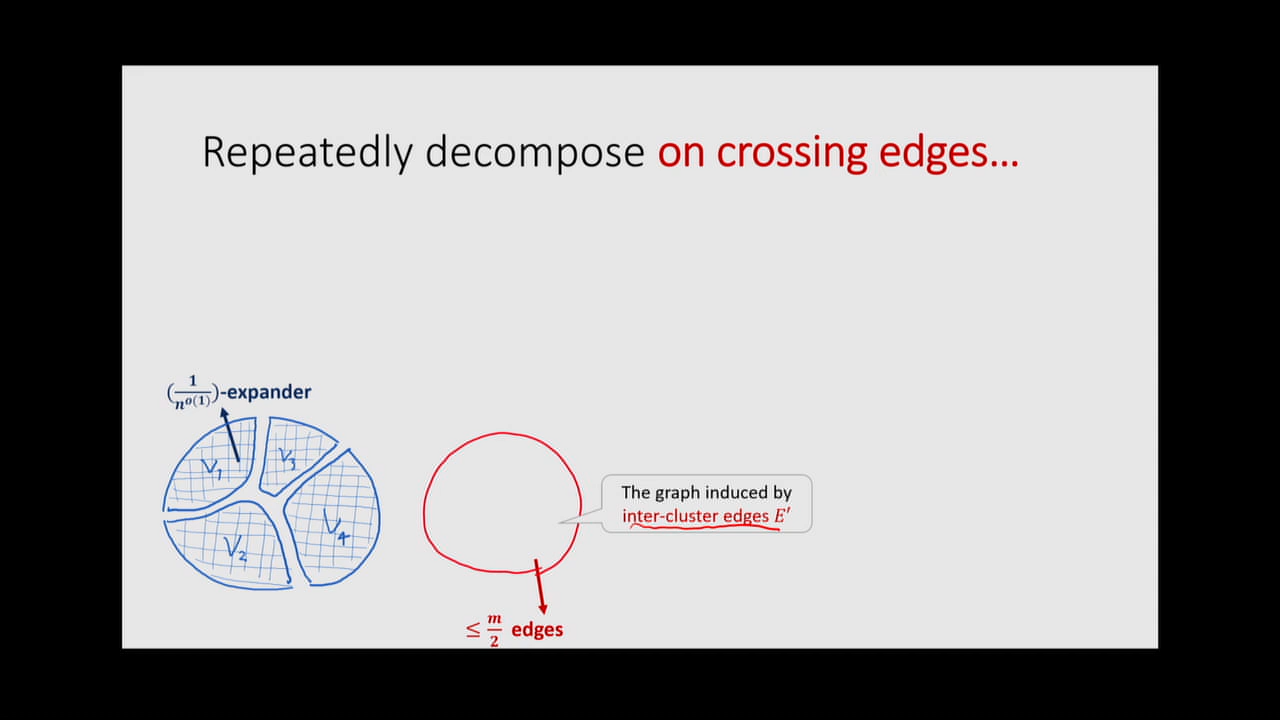 Repeatedly decompose on crossing edges...
(1/n^o(1))-expander
V1
V3
V2
V4
The graph induced by
inter-cluster edges E′
≤ m/2 edges